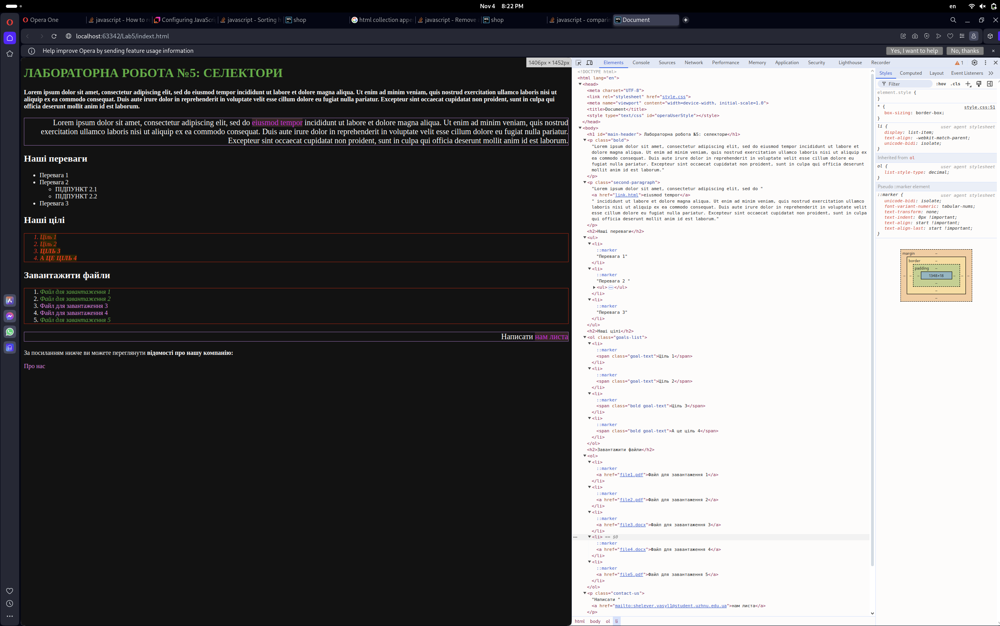 Nov 4 8:22 PM
en
Opera One
javascript - How to re
Configuring JavaScri
javascript - Sorting h
shop
html collection appe
javascript - Remove a
shop
javascript - comparin
Document
localhost:63342/Lab5/indext.html
Help improve Opera by sending feature usage information
Yes, I want to help
No, thanks
1406px × 1452px
ЛАБОРАТОРНА РОБОТА №5: СЕЛЕКТОРИ
Lorem ipsum dolor sit amet, consectetur adipiscing elit, sed do eiusmod tempor incididunt ut labore et dolore magna aliqua. Ut enim ad minim veniam, quis nostrud exercitation ullamco laboris nisi ut
aliquip ex ea commodo consequat. Duis aute irure dolor in reprehenderit in voluptate velit esse cillum dolore eu fugiat nulla pariatur. Excepteur sint occaecat cupidatat non proident, sunt in culpa qui
officia deserunt mollit anim id est laborum.
Lorem ipsum dolor sit amet, consectetur adipiscing elit, sed do eiusmod tempor incididunt ut labore et dolore magna aliqua. Ut enim ad minim veniam, quis nostrud
exercitation ullamco laboris nisi ut aliquip ex ea commodo consequat. Duis aute irure dolor in reprehenderit in voluptate velit esse cillum dolore eu fugiat nulla pariatur.
Excepteur sint occaecat cupidatat non proident, sunt in culpa qui officia deserunt mollit anim id est laborum.
Наші переваги
Перевага 1
Перевага 2
ПІДПУНКТ 2.1
ПІДПУНКТ 2.2
Перевага 3
Наші цілі
1. Ціль 1
2. Ціль 2
3. ЦІЛЬ 3
4. А ЦЕ ЦІЛЬ 4
Завантажити файли
1. Файл для завантаження 1
2. Файл для завантаження 2
3. Файл для завантаження 3
4. Файл для завантаження 4
5. Файл для завантаження 5
Написати нам листа
За посиланням нижче ви можете переглянути відомості про нашу компанію:
Про нас
Elements Console Sources Network Performance Memory Application Security Lighthouse Recorder 1
<!DOCTYPE html>
<html lang="en">
<head>
<meta charset="UTF-8">
<link rel="stylesheet" href="style.css">
<meta name="viewport" content="width=device-width, initial-scale=1.0">
<title>Document</title>
<style type="text/css" id="operaUserStyle"></style>
</head>
<body>
<h1 id="main-header"> Лабораторна робота №5: селектори</h1>
<p class="bold">
"Lorem ipsum dolor sit amet, consectetur adipiscing elit, sed do eiusmod tempor incididunt ut labore et
dolore magna aliqua. Ut enim ad minim veniam, quis nostrud exercitation ullamco laboris nisi ut aliquip ex
ea commodo consequat. Duis aute irure dolor in reprehenderit in voluptate velit esse cillum dolore eu
fugiat nulla pariatur. Excepteur sint occaecat cupidatat non proident, sunt in culpa qui officia deserunt
mollit anim id est laborum."
</p>
<p class="second-paragraph">
"Lorem ipsum dolor sit amet, consectetur adipiscing elit, sed do "
<a href="link.html">eiusmod tempor</a>
" incididunt ut labore et dolore magna aliqua. Ut enim ad minim veniam, quis nostrud exercitation ullamco
laboris nisi ut aliquip ex ea commodo consequat. Duis aute irure dolor in reprehenderit in voluptate velit
esse cillum dolore eu fugiat nulla pariatur. Excepteur sint occaecat cupidatat non proident, sunt in culpa
qui officia deserunt mollit anim id est laborum."
</p>
<h2>Наші переваги</h2>
<ul>
<li>
::marker
"Перевага 1"
</li>
<li>
::marker
"Перевага 2 "
<ul>…</ul>
</li>
<li>
::marker
"Перевага 3"
</li>
</ul>
<h2>Наші цілі</h2>
<ol class="goals-list">
<li>
::marker
<span class="goal-text">Ціль 1</span>
</li>
<li>
::marker
<span class="goal-text">Ціль 2</span>
</li>
<li>
::marker
<span class="bold goal-text">Ціль 3</span>
</li>
<li>
::marker
<span class="bold goal-text">А це ціль 4</span>
</li>
</ol>
<h2>Завантажити файли</h2>
<ol>
<li>
::marker
<a href="file1.pdf">Файл для завантаження 1</a>
</li>
<li>
::marker
<a href="file2.pdf">Файл для завантаження 2</a>
</li>
<li>
::marker
<a href="file3.docx">Файл для завантаження 3</a>
</li>
<li> == $0
::marker
<a href="file4.docx">Файл для завантаження 4</a>
</li>
<li>
::marker
<a href="file5.pdf">Файл для завантаження 5</a>
</li>
</ol>
<p class="contact-us">
"Написати "
<a href="mailto:shelever.vasyl1@student.uzhnu.edu.ua">нам листа</a>
</p>
html body ol li
Styles Computed Layout Event Listeners
Filter :hov .cls
element.style {
}
* { style.css:51
box-sizing: border-box;
}
li { user agent stylesheet
display: list-item;
text-align: -webkit-match-parent;
unicode-bidi: isolate;
}
Inherited from ol
ol { user agent stylesheet
list-style-type: decimal;
}
Pseudo ::marker element
::marker { user agent stylesheet
unicode-bidi: isolate;
font-variant-numeric: tabular-nums;
text-transform: none;
text-indent: 0px !important;
text-align: start !important;
text-align-last: start !important;
}
margin –
border –
padding –
– – – 1348×18 – – –
–
–
–